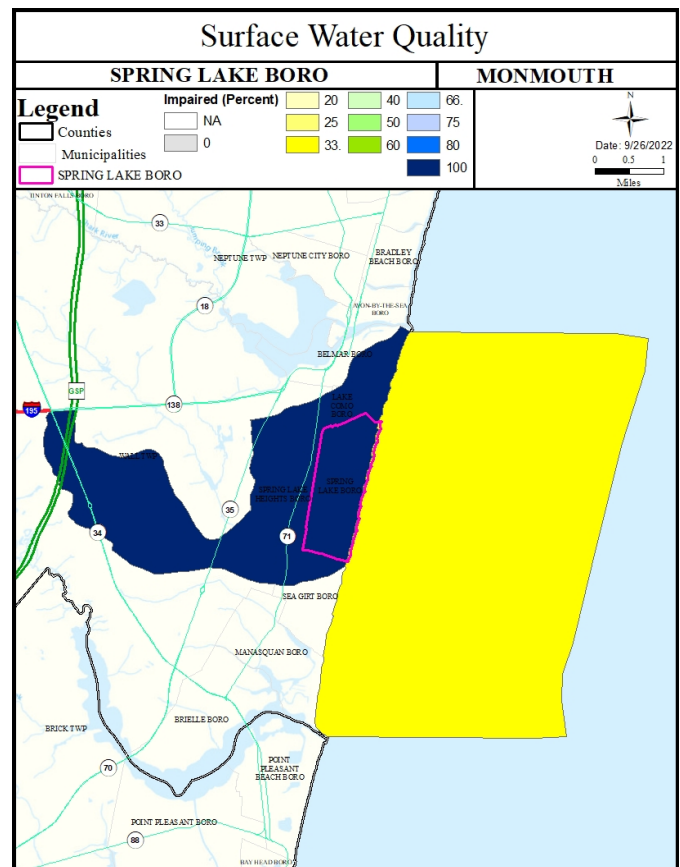 Surface Water Quality
SPRING LAKE BORO
MONMOUTH
Legend
Counties
Municipalities
SPRING LAKE BORO
Impaired (Percent)
NA
0
20
25
33.
40
50
60
66.
75
80
100
N
Date: 9/26/2022
0 0.5 1
Miles
TINTON FALLS BORO
33
NEPTUNE TWP
NEPTUNE CITY BORO
BRADLEY
BEACH BORO
18
AVON-BY-THE-SEA
BORO
BELMAR BORO
GSP
195
138
LAKE
COMO
BORO
WALL TWP
SPRING LAKE
HEIGHTS BORO
SPRING
LAKE BORO
35
34
71
SEA GIRT BORO
MANASQUAN BORO
BRIELLE BORO
BRICK TWP
POINT
PLEASANT
BEACH BORO
70
POINT PLEASANT BORO
88
BAY HEAD BORO